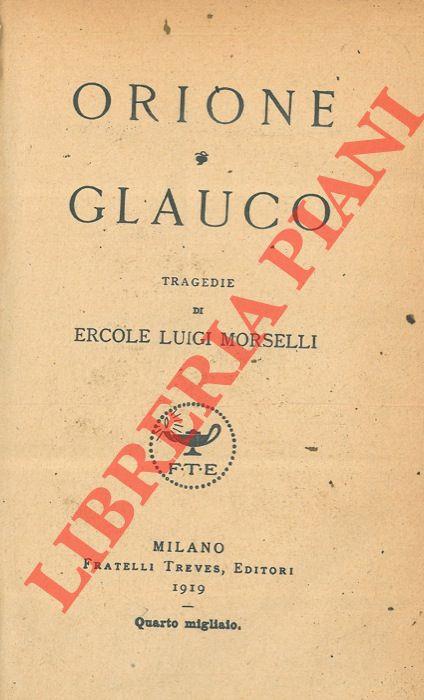 ORIONE
GLAUCO
TRAGEDIE
DI
ERCOLE LUIGI MORSELLI
F·T·E
MILANO
FRATELLI TREVES, EDITORI
1919
Quarto migliaio.
LIBRERIA PIANI